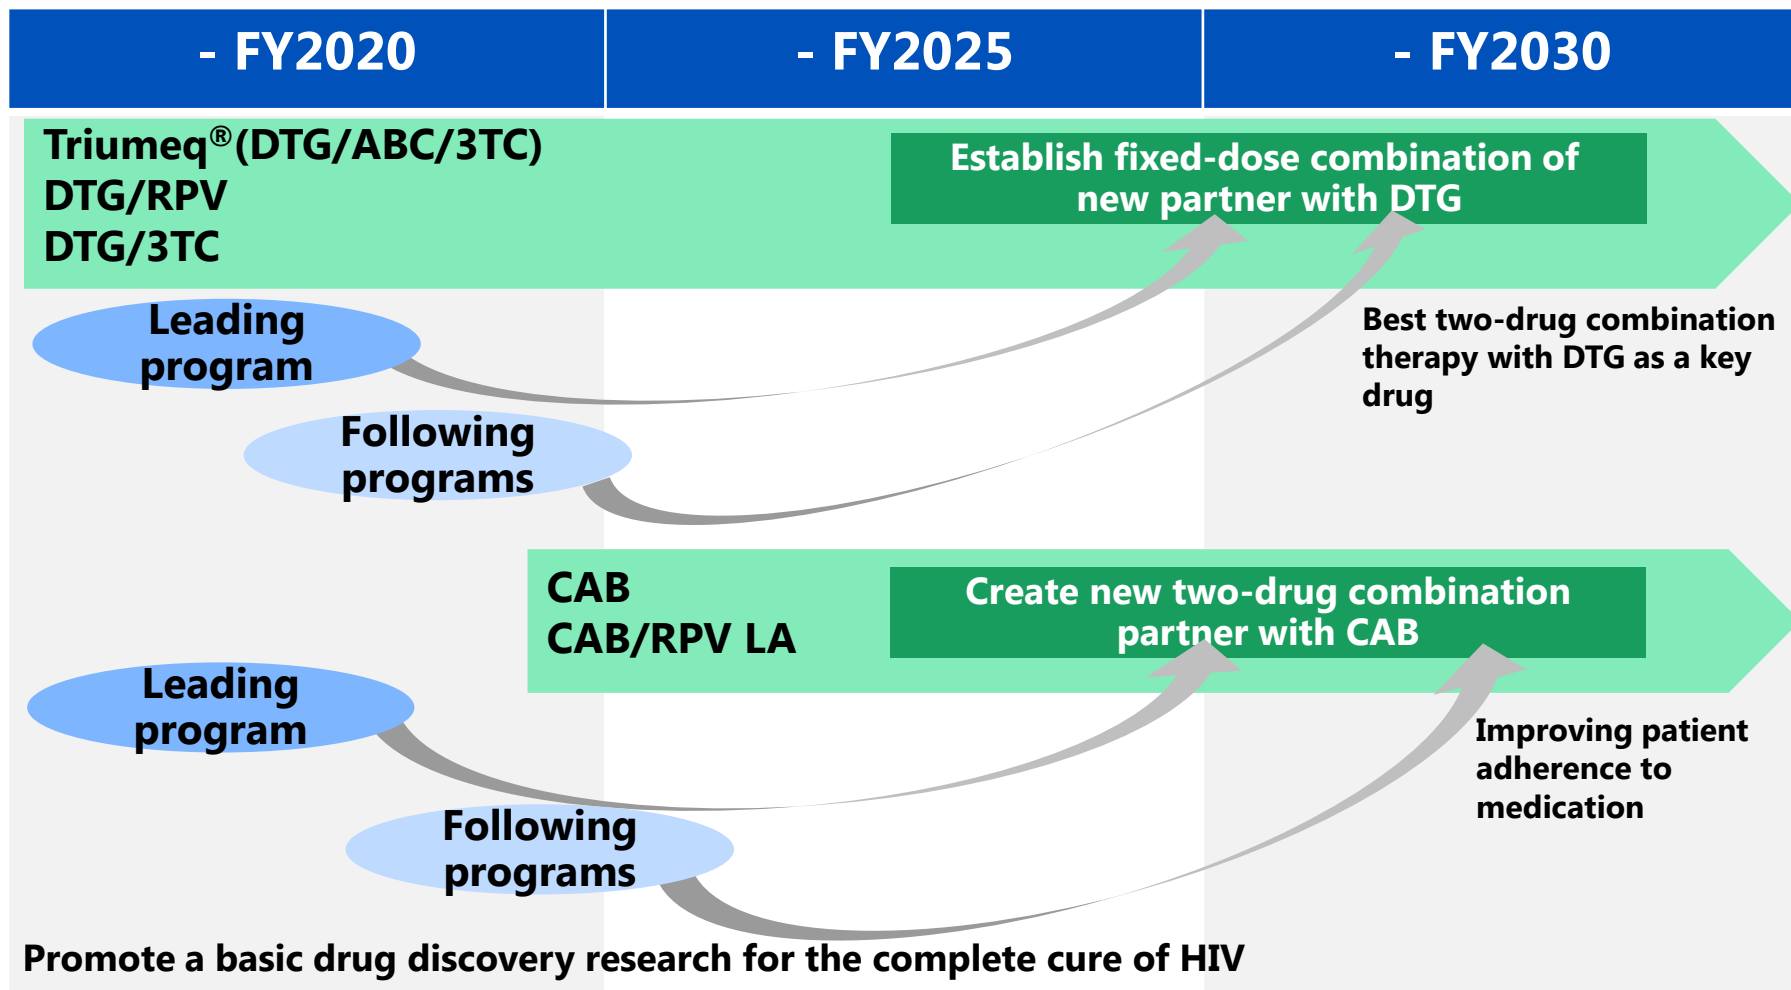 - FY2020
- FY2025
- FY2030
Triumeq®(DTG/ABC/3TC)
DTG/RPV
DTG/3TC
Establish fixed-dose combination of
new partner with DTG
Leading
program
Best two-drug combination
therapy with DTG as a key
drug
Following
programs
CAB
CAB/RPV LA
Create new two-drug combination
partner with CAB
Leading
program
Improving patient
adherence to
medication
Following
programs
Promote a basic drug discovery research for the complete cure of HIV